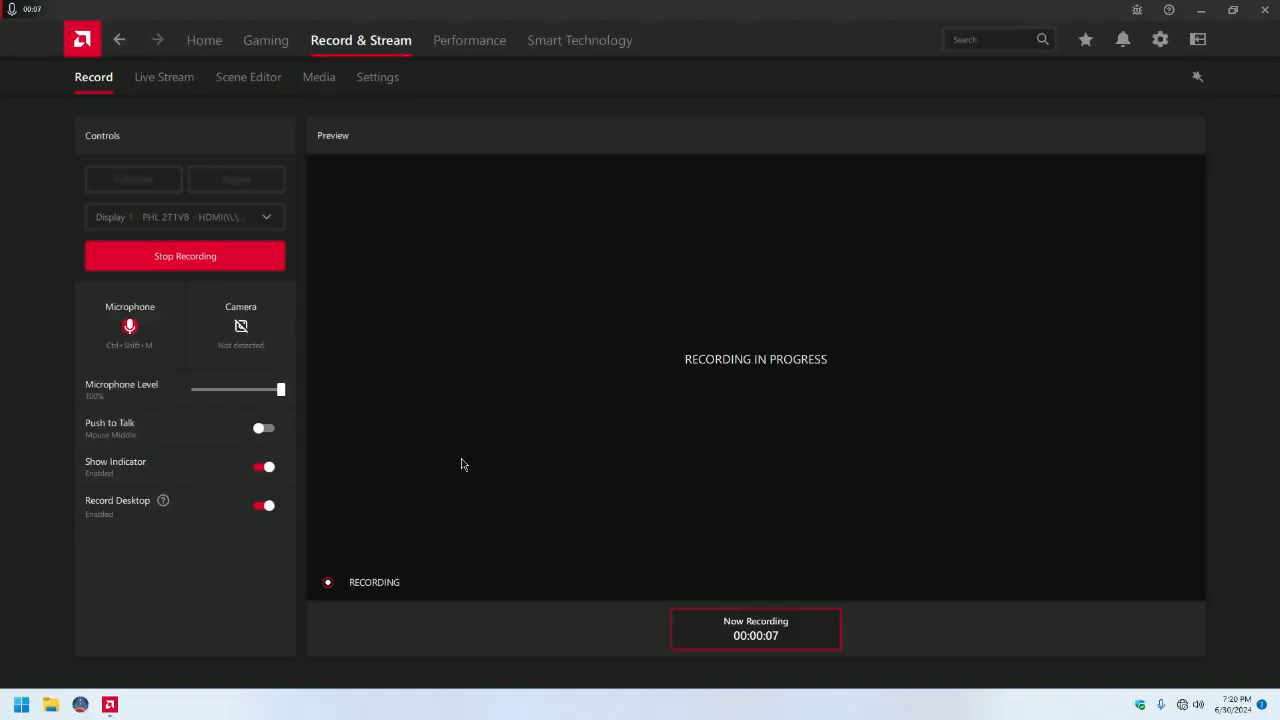 00:07
Home
Gaming
Record & Stream
Performance
Smart Technology
Search
Record
Live Stream
Scene Editor
Media
Settings
Controls
Preview
Fullscreen
Region
Display 1 - PHL 271V8 - HDMI(\\.\...
Stop Recording
Microphone
Camera
Ctrl+Shift+M
Not detected
Microphone Level
100%
Push to Talk
Mouse Middle
Show Indicator
Enabled
Record Desktop
Enabled
RECORDING IN PROGRESS
RECORDING
Now Recording
00:00:07
7:20 PM
6/30/2024